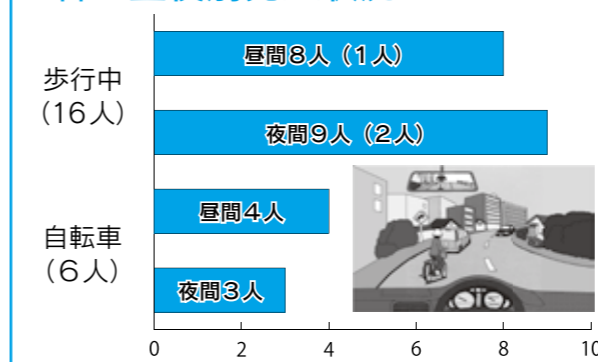 歩行中
(16人)
昼間8人（1人）
夜間9人（2人）
自転車
（6人）
昼間4人
夜間3人
0 2 4 6 8 10